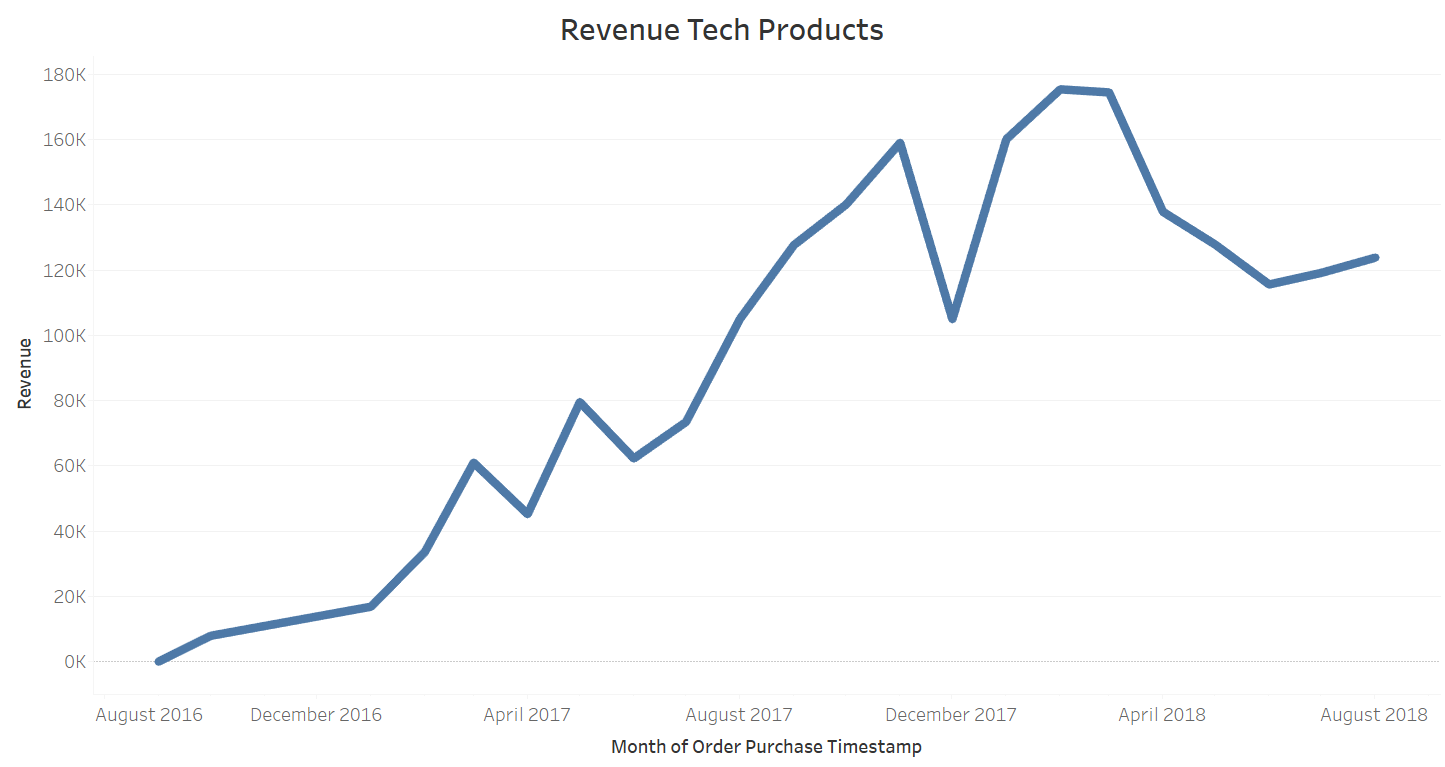 Revenue Tech Products
180K
160K
140K
120K
100K
80K
60K
40K
20K
0K
Revenue
August 2016 December 2016 April 2017 August 2017 December 2017 April 2018 August 2018
Month of Order Purchase Timestamp